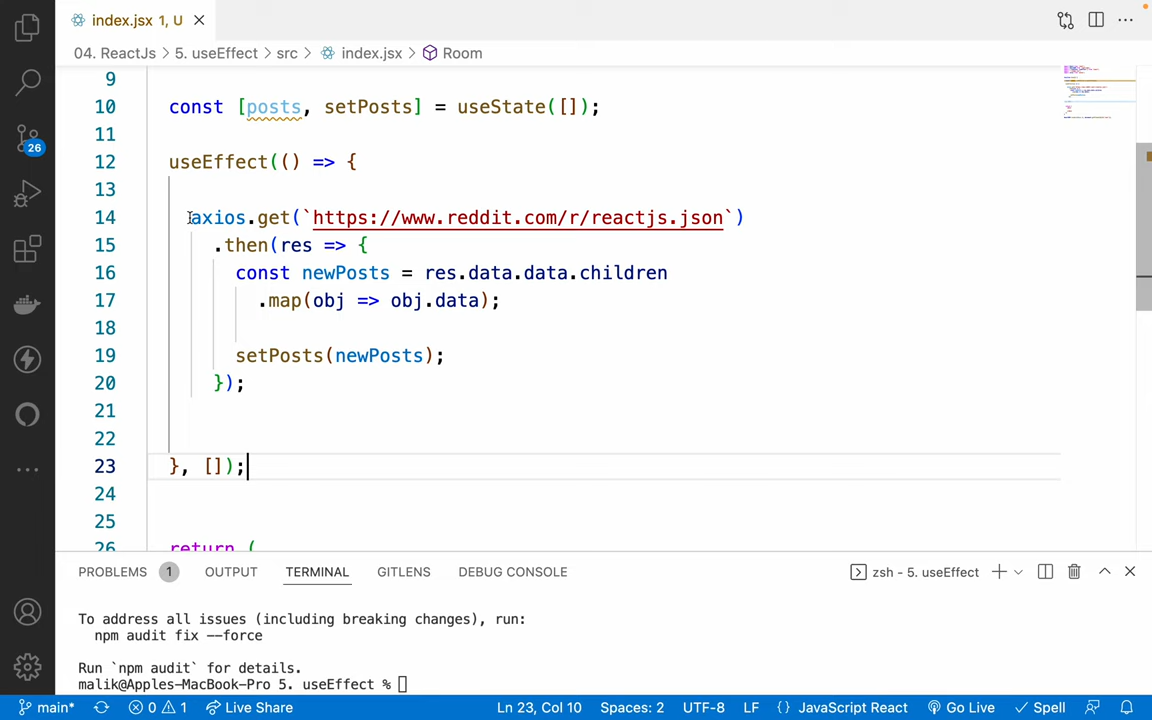 index.jsx 1, U
04. ReactJs > 5. useEffect > src > index.jsx > Room
9
10 const [posts, setPosts] = useState([]);
11
12 useEffect(() => {
13
14 axios.get(`https://www.reddit.com/r/reactjs.json`)
15 .then(res => {
16 const newPosts = res.data.data.children
17 .map(obj => obj.data);
18
19 setPosts(newPosts);
20 });
21
22
23 }, []);
24
25
26 return (
26
PROBLEMS 1 OUTPUT TERMINAL GITLENS DEBUG CONSOLE zsh - 5. useEffect
To address all issues (including breaking changes), run:
npm audit fix --force
Run `npm audit` for details.
malik@Apples-MacBook-Pro 5. useEffect %
main* 0 1 Live Share Ln 23, Col 10 Spaces: 2 UTF-8 LF {} JavaScript React Go Live Spell